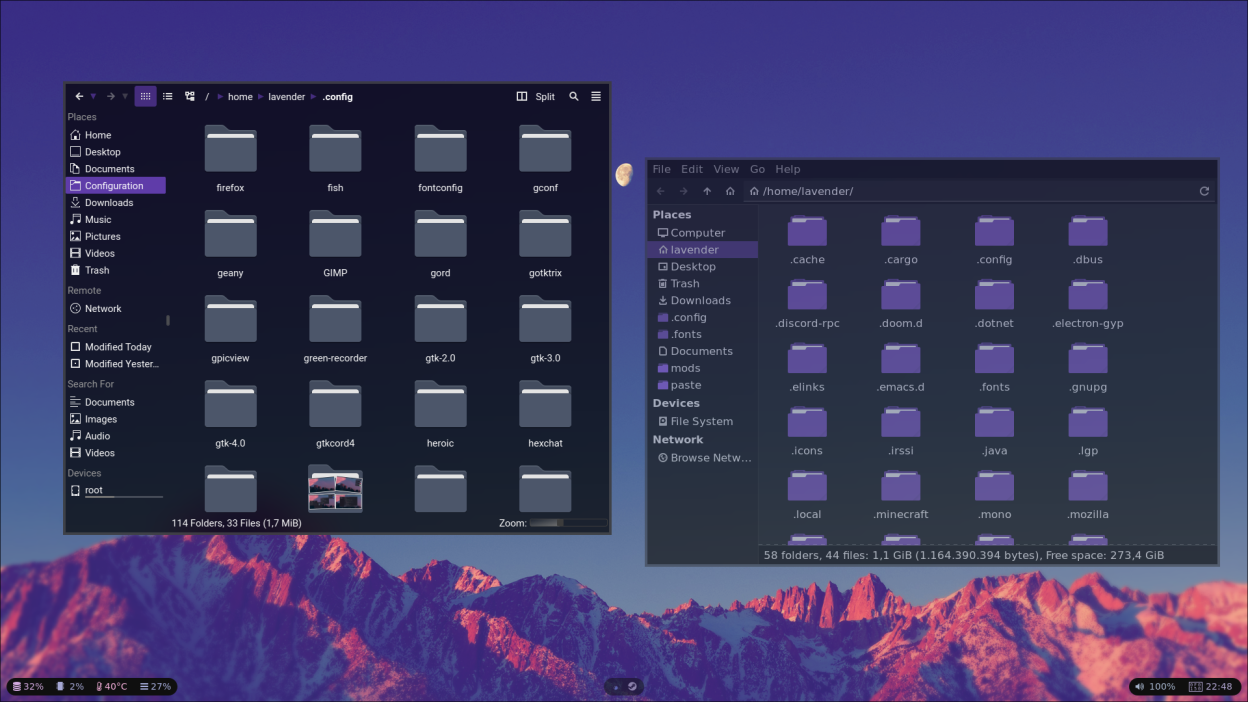 / home lavender .config Split
Places
Home
Desktop
Documents
Configuration
Downloads
Music
Pictures
Videos
Trash
Remote
Network
Recent
Modified Today
Modified Yester...
Search For
Documents
Images
Audio
Videos
Devices
root
firefox fish fontconfig gconf
geany GIMP gord gotktrix
gpicview green-recorder gtk-2.0 gtk-3.0
gtk-4.0 gtkcord4 heroic hexchat
114 Folders, 33 Files (1,7 MiB) Zoom:
File Edit View Go Help
/home/lavender/
Places
Computer
lavender
Desktop
Trash
Downloads
.config
.fonts
Documents
mods
paste
Devices
File System
Network
Browse Netw...
.cache .cargo .config .dbus
.discord-rpc .doom.d .dotnet .electron-gyp
.elinks .emacs.d .fonts .gnupg
.icons .irssi .java .lgp
.local .minecraft .mono .mozilla
58 folders, 44 files: 1,1 GiB (1.164.390.394 bytes), Free space: 273,4 GiB
32% 2% 40°C 27%
100% 22:48